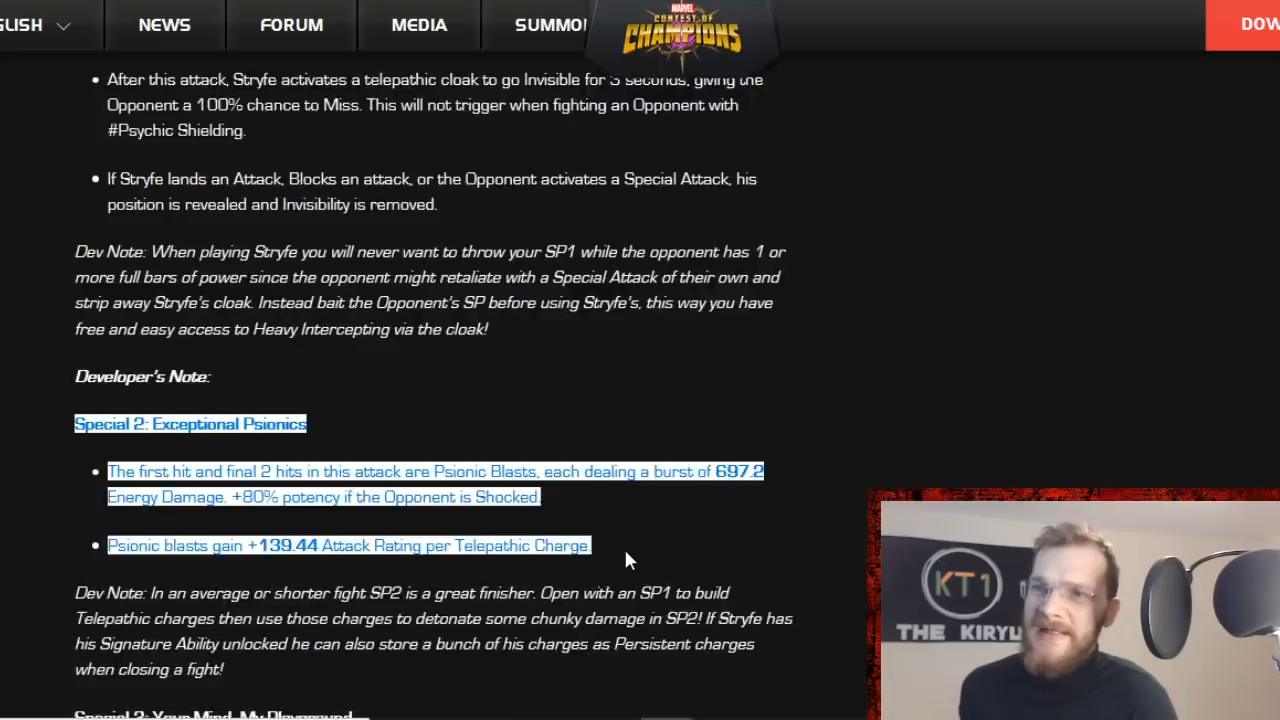 GLISH
NEWS
FORUM
MEDIA
SUMMO
MARVEL
CONTEST OF
CHAMPIONS
DOW
After this attack, Stryfe activates a telepathic cloak to go Invisible for 3 seconds, giving the
Opponent a 100% chance to Miss. This will not trigger when fighting an Opponent with
#Psychic Shielding.
If Stryfe lands an Attack, Blocks an attack, or the Opponent activates a Special Attack, his
position is revealed and Invisibility is removed.
Dev Note: When playing Stryfe you will never want to throw your SP1 while the opponent has 1 or
more full bars of power since the opponent might retaliate with a Special Attack of their own and
strip away Stryfe's cloak. Instead bait the Opponent's SP before using Stryfe's, this way you have
free and easy access to Heavy Intercepting via the cloak!
Developer's Note:
Special 2: Exceptional Psionics
The first hit and final 2 hits in this attack are Psionic Blasts, each dealing a burst of 697.2
Energy Damage. +80% potency if the Opponent is Shocked.
Psionic blasts gain +139.44 Attack Rating per Telepathic Charge.
Dev Note: In an average or shorter fight SP2 is a great finisher. Open with an SP1 to build
Telepathic charges then use those charges to detonate some chunky damage in SP2! If Stryfe has
his Signature Ability unlocked he can also store a bunch of his charges as Persistent charges
when closing a fight!
Special 3: Your Mind, My Playground
KT1
THE KIRYU